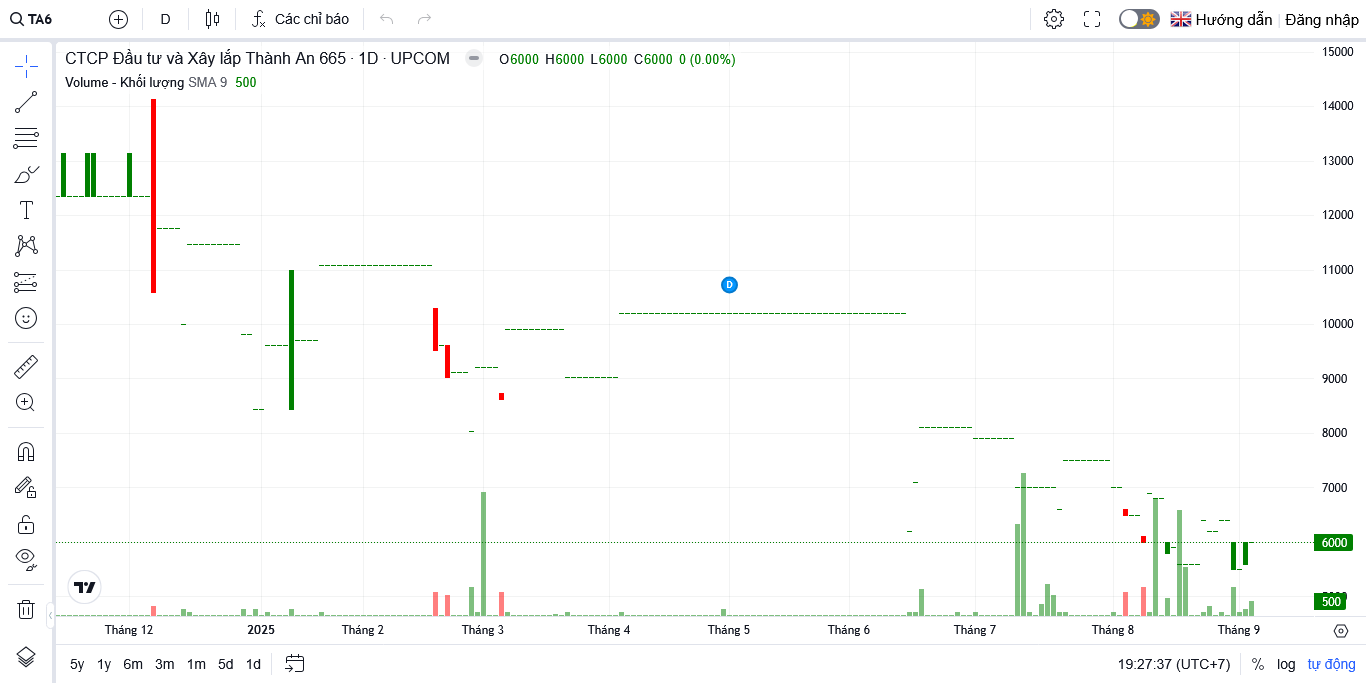 TA6 D Các chỉ báo Hướng dẫn Đăng nhập
CTCP Đầu tư và Xây lắp Thành An 665 · 1D · UPCOM O6000 H6000 L6000 C6000 0 (0.00%)
Volume - Khối lượng SMA 9 500
15000
14000
13000
12000
11000
D
10000
9000
8000
7000
6000
500
Tháng 12 2025 Tháng 2 Tháng 3 Tháng 4 Tháng 5 Tháng 6 Tháng 7 Tháng 8 Tháng 9
5y 1y 6m 3m 1m 5d 1d 19:27:37 (UTC+7) % log tự động